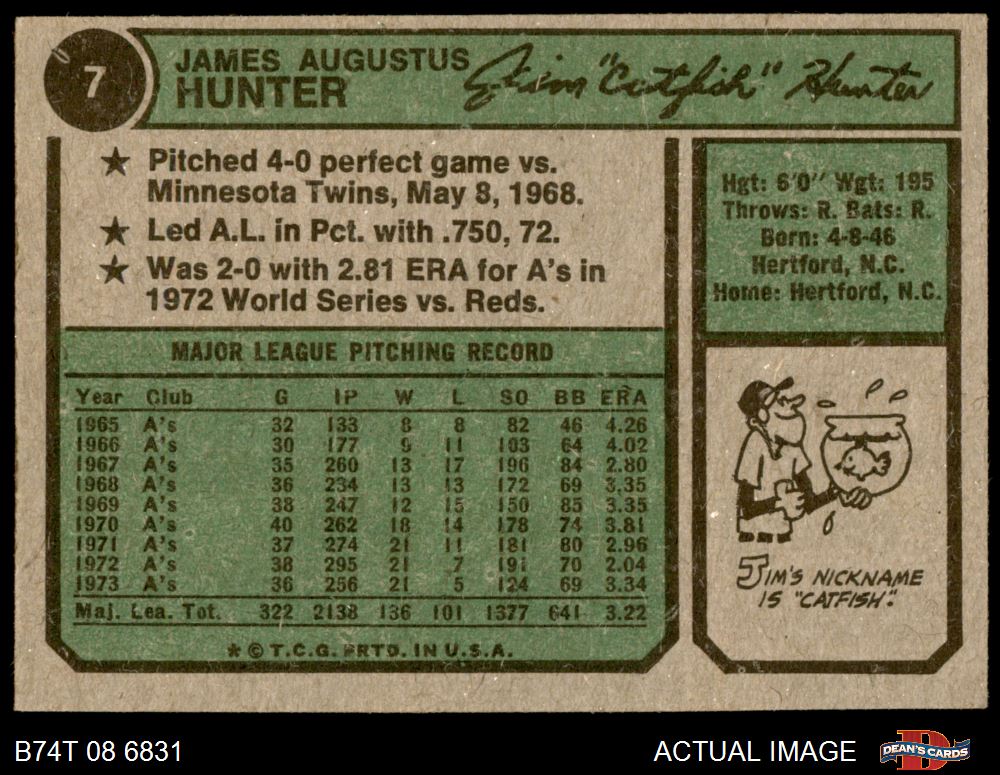 7
JAMES AUGUSTUS
HUNTER
Jim "Catfish" Hunter
★ Pitched 4-0 perfect game vs.
Minnesota Twins, May 8, 1968.
★ Led A.L. in Pct. with .750, 72.
★ Was 2-0 with 2.81 ERA for A's in
1972 World Series vs. Reds.
Hgt: 6'0" Wgt: 195
Throws: R. Bats: R.
Born: 4-8-46
Hertford, N.C.
Home: Hertford, N.C.
MAJOR LEAGUE PITCHING RECORD
Year Club G IP W L SO BB ERA
1965 A's 32 133 8 8 82 46 4.26
1966 A's 30 177 9 11 103 64 4.02
1967 A's 35 260 13 17 196 84 2.80
1968 A's 36 234 13 13 172 69 3.35
1969 A's 38 247 12 15 150 85 3.35
1970 A's 40 262 18 14 178 74 3.81
1971 A's 37 274 21 11 181 80 2.96
1972 A's 38 295 21 7 191 70 2.04
1973 A's 36 256 21 5 124 69 3.34
Maj. Lea. Tot. 322 2138 136 101 1377 641 3.22
* © T.C.G. PRTD. IN U.S.A.
JIM'S NICKNAME
IS "CATFISH."
B74T 08 6831
ACTUAL IMAGE
DEAN'S CARDS